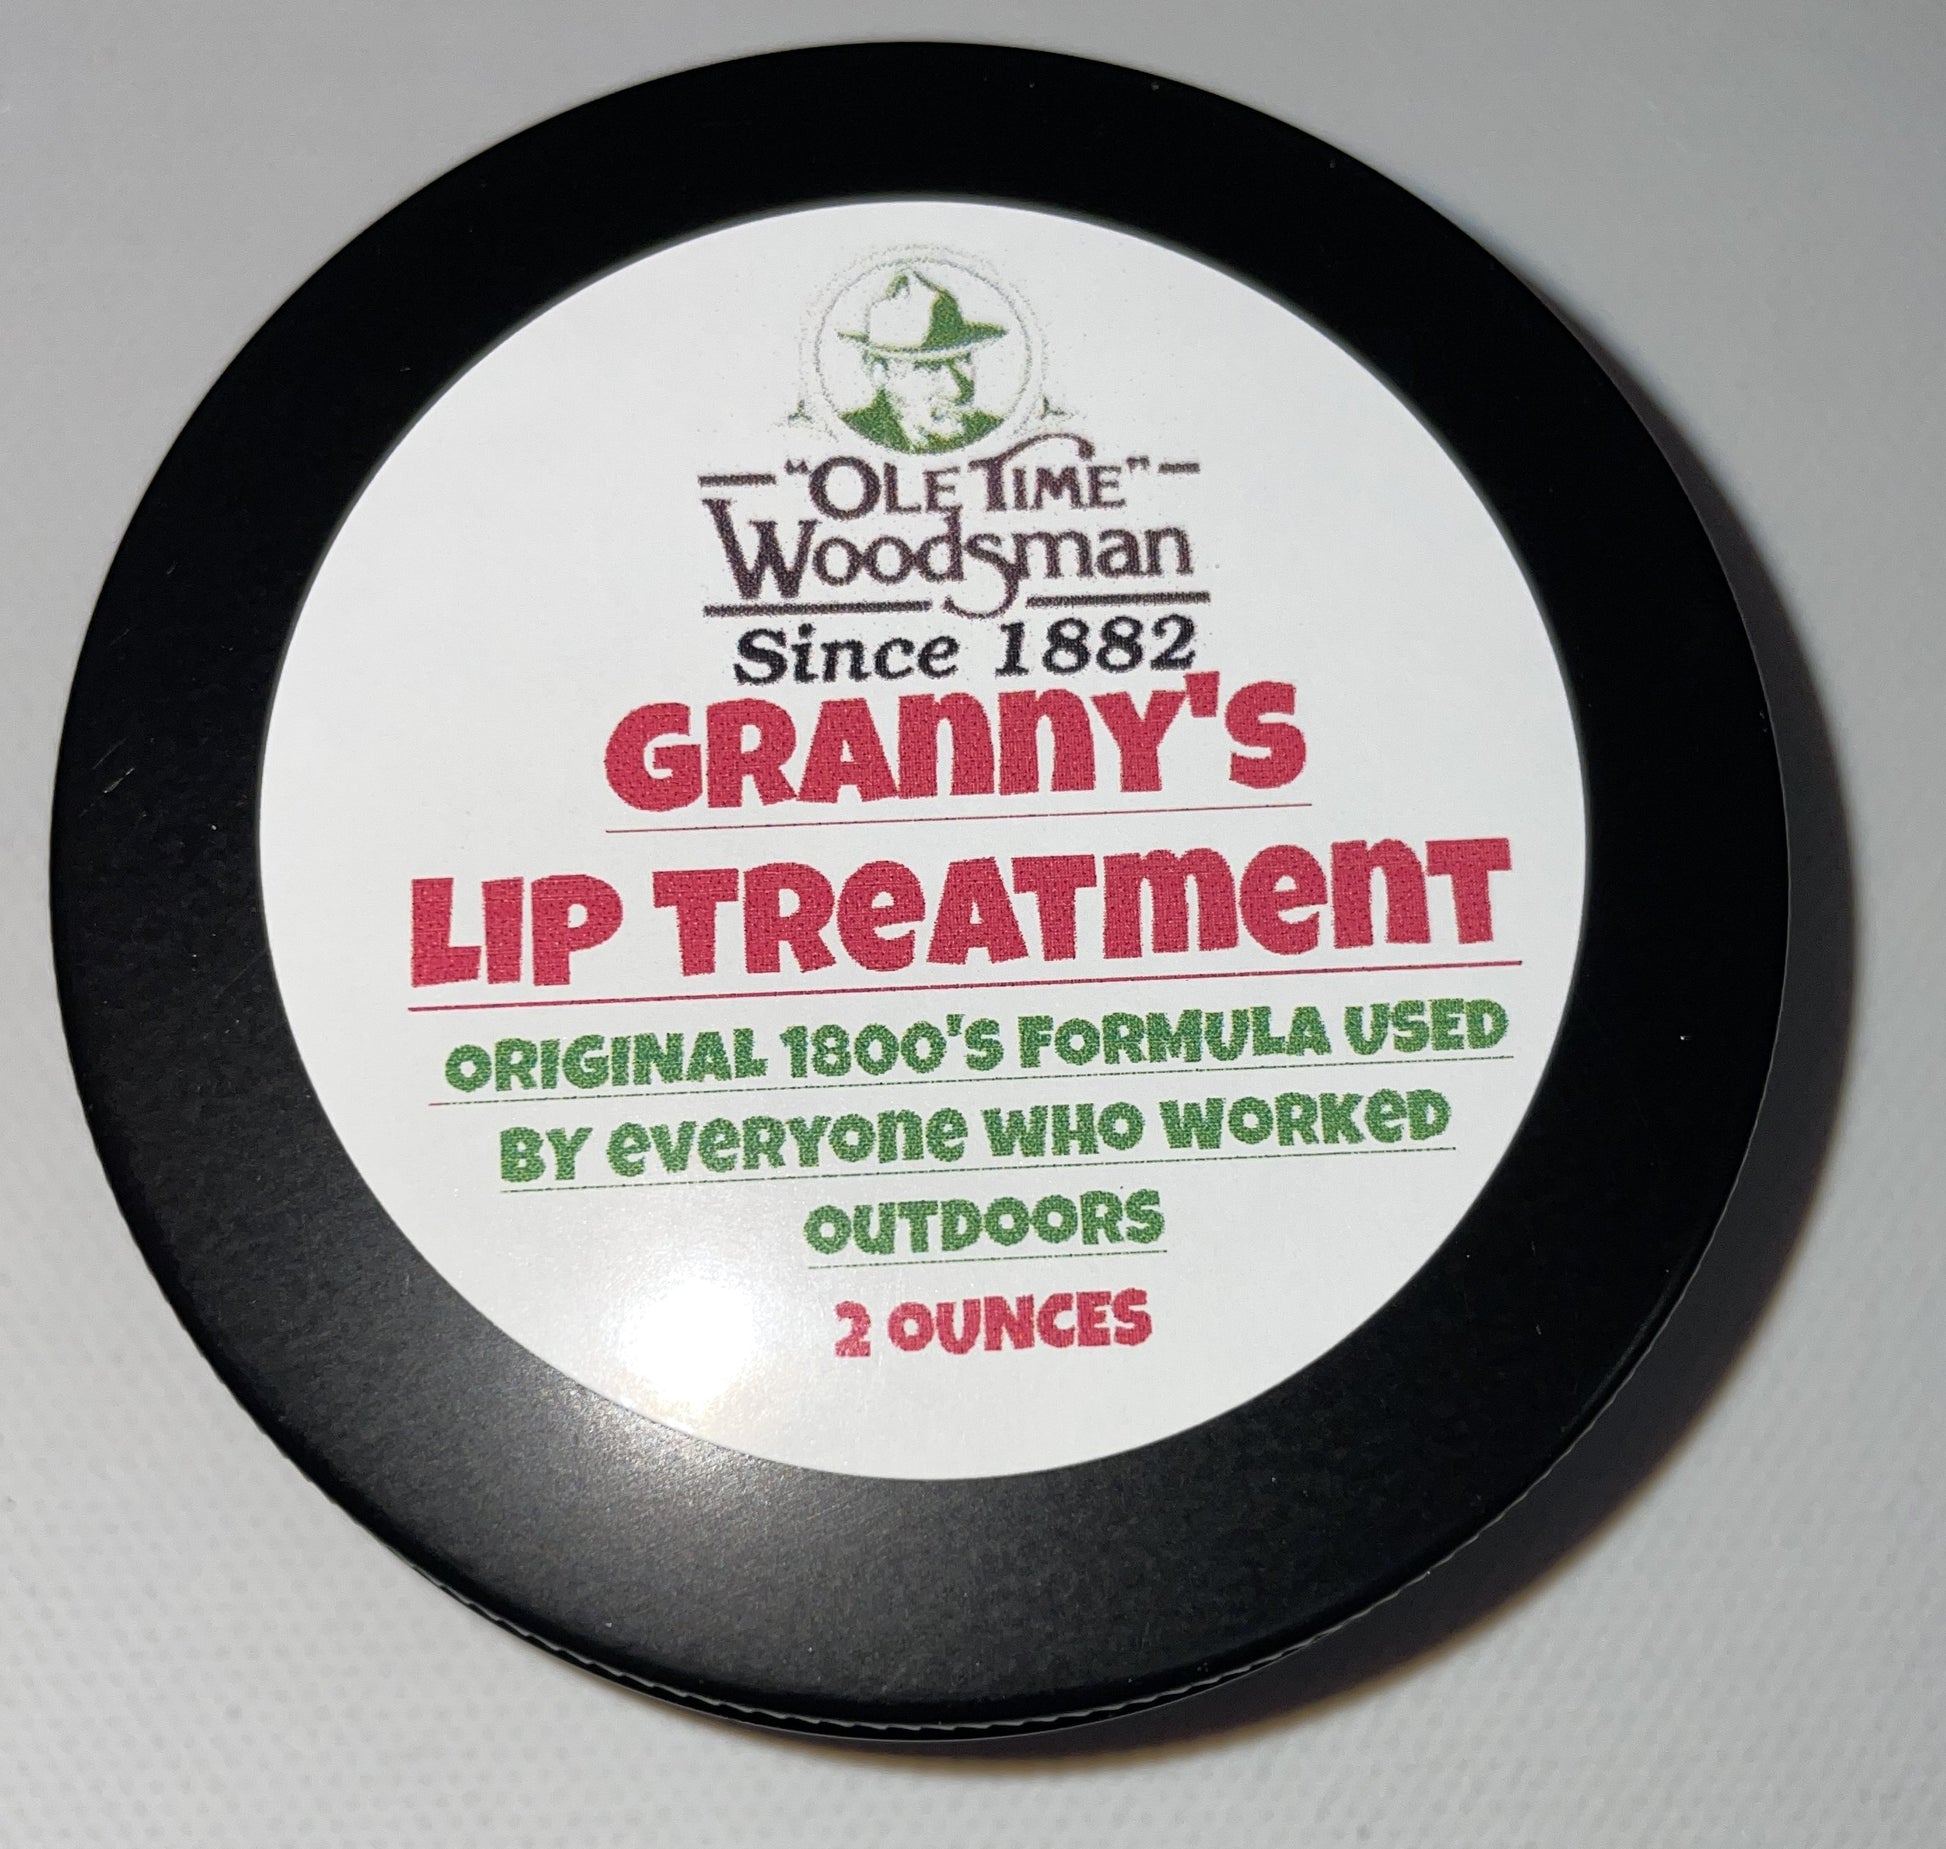 "OLE TIME"
Woodsman
Since 1882
GRANNY'S
LIP TREATMENT
ORIGINAL 1800'S FORMULA USED
BY EVERYONE WHO WORKED
OUTDOORS
2 OUNCES